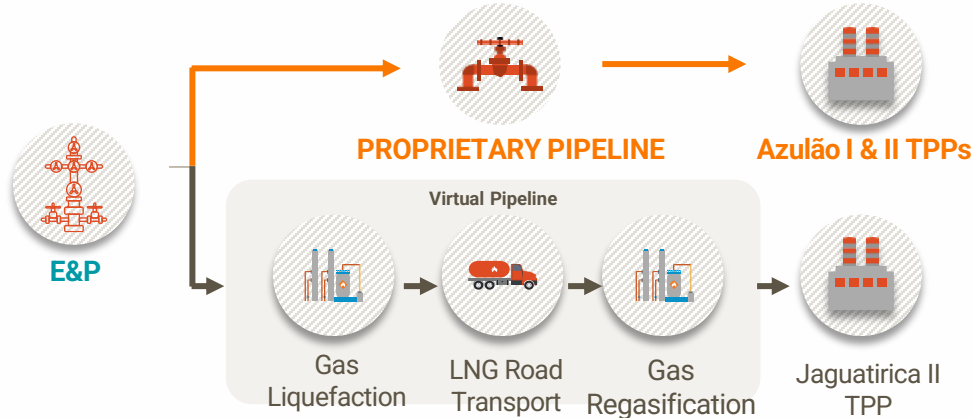 PROPRIETARY PIPELINE
Azulão I & II TPPs
E&P
Virtual Pipeline
Gas
Liquefaction
LNG Road
Transport
Gas
Regasification
Jaguatirica II
TPP